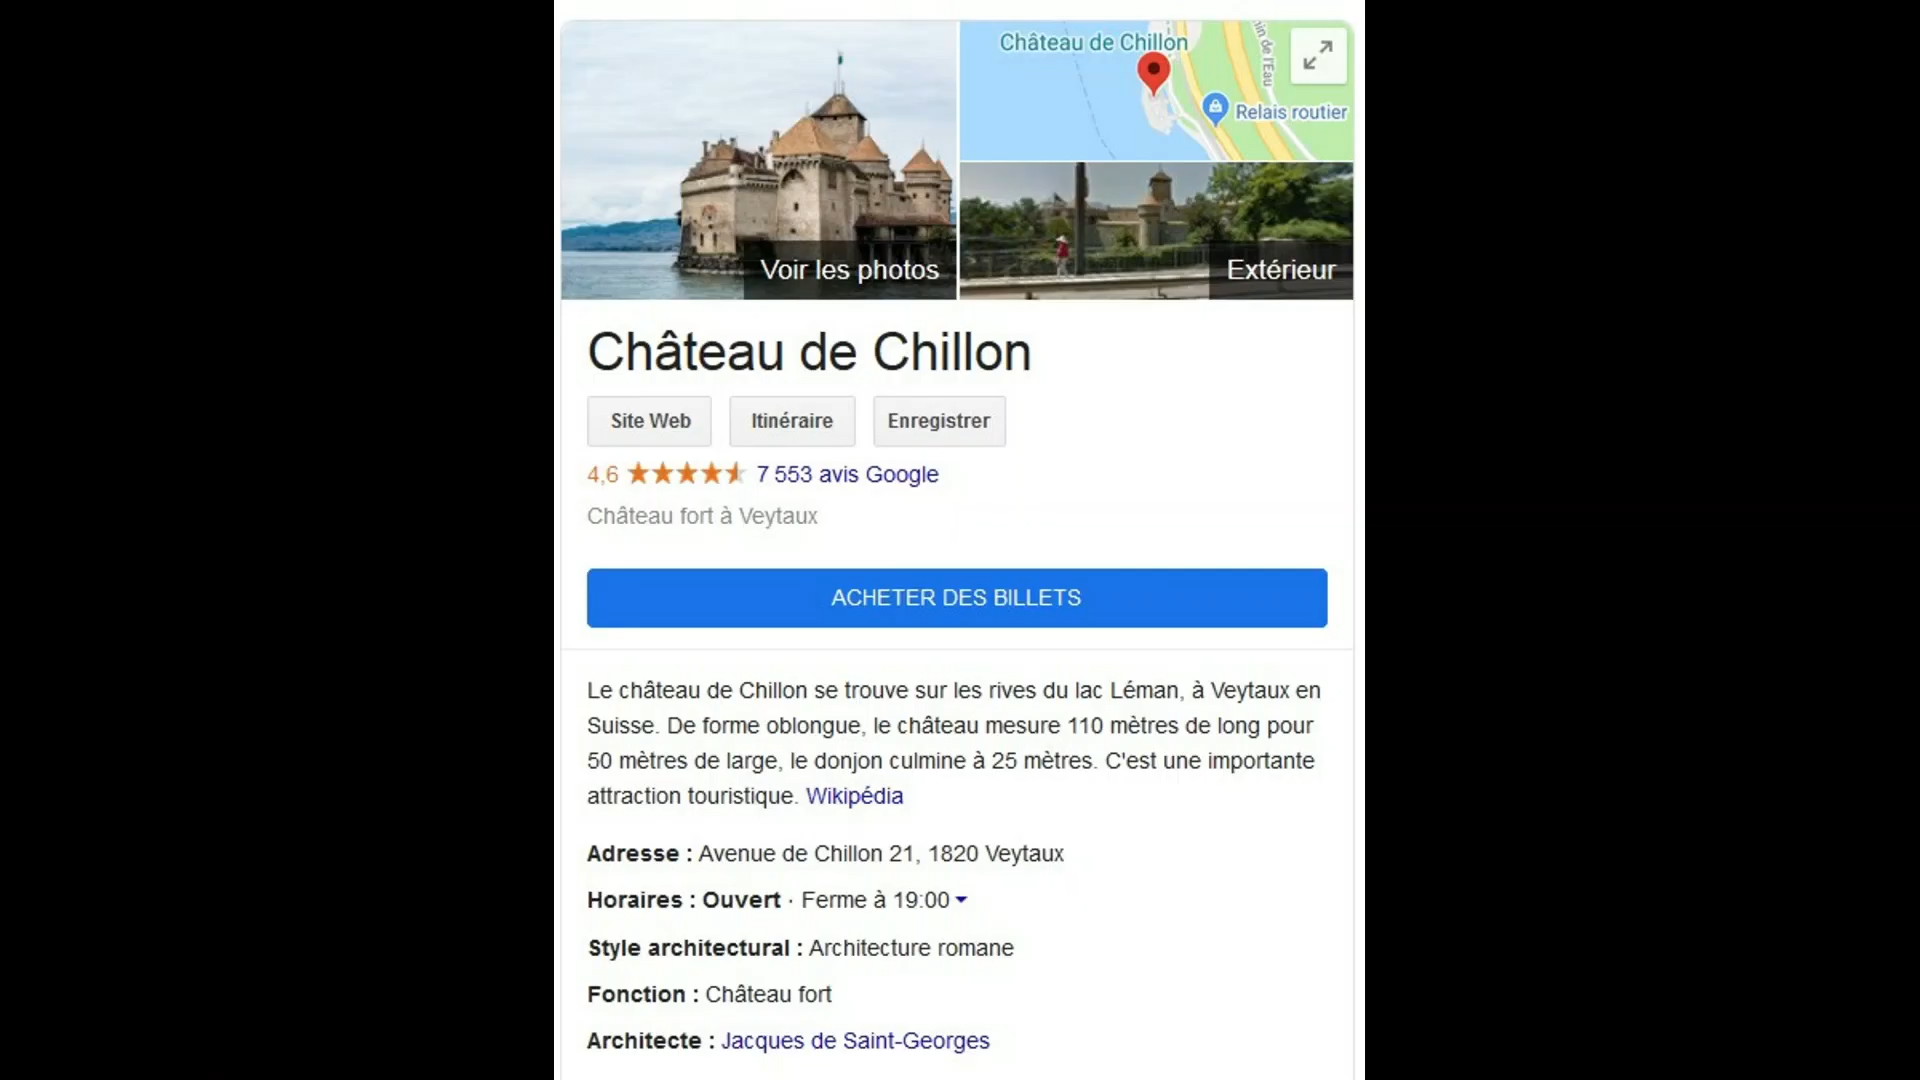 Château de Chillon
in de l'Eau
Relais routier
Voir les photos
Extérieur
Château de Chillon
Site Web
Itinéraire
Enregistrer
4,6 7 553 avis Google
Château fort à Veytaux
ACHETER DES BILLETS
Le château de Chillon se trouve sur les rives du lac Léman, à Veytaux en
Suisse. De forme oblongue, le château mesure 110 mètres de long pour
50 mètres de large, le donjon culmine à 25 mètres. C'est une importante
attraction touristique. Wikipédia
Adresse : Avenue de Chillon 21, 1820 Veytaux
Horaires : Ouvert · Ferme à 19:00
Style architectural : Architecture romane
Fonction : Château fort
Architecte : Jacques de Saint-Georges